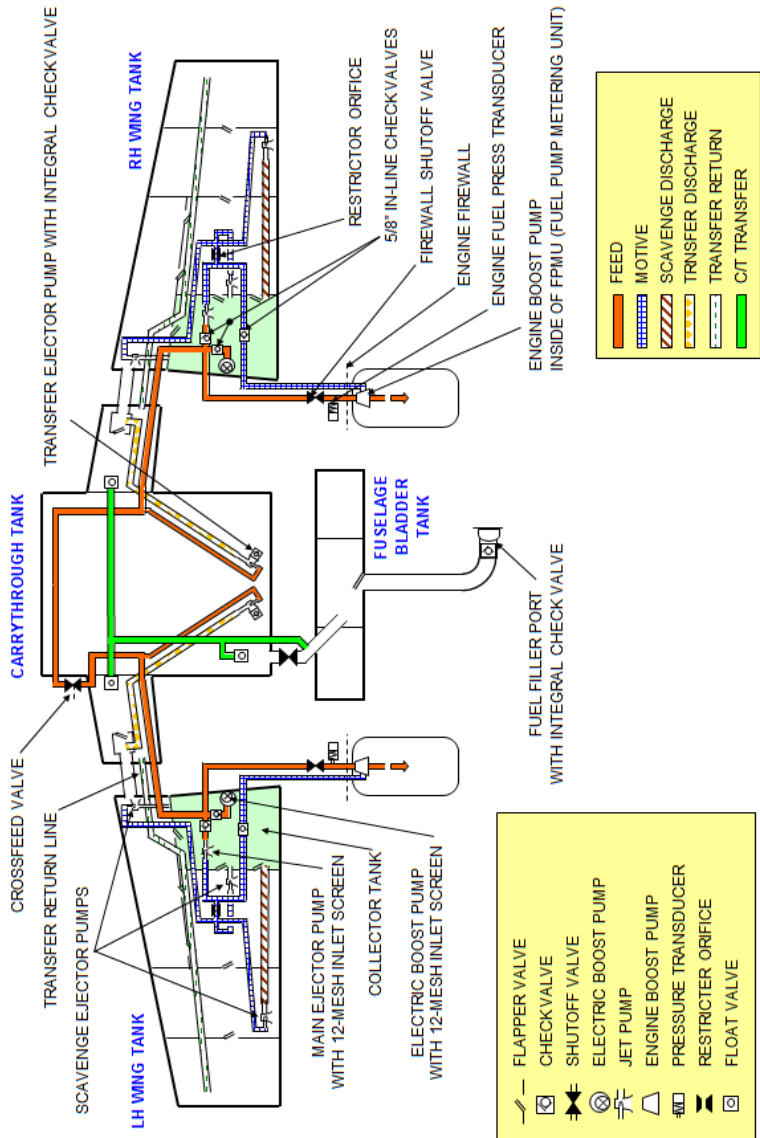 CROSSFEED VALVE
TRANSFER RETURN LINE
SCAVENGE EJECTOR PUMPS
LH WING TANK
MAIN EJECTOR PUMP
WITH 12-MESH INLET SCREEN
COLLECTOR TANK
ELECTRIC BOOST PUMP
WITH 12-MESH INLET SCREEN
CARRYTHROUGH TANK
TRANSFER EJECTOR PUMP WITH INTEGRAL CHECKVALVE
FUSELAGE
BLADDER
TANK
FUEL FILLER PORT
WITH INTEGRAL CHECKVALVE
RH WING TANK
RESTRICTOR ORIFICE
5/8" IN-LINE CHECKVALVES
FIREWALL SHUTOFF VALVE
ENGINE FIREWALL
ENGINE FUEL PRESS TRANSDUCER
ENGINE BOOST PUMP
INSIDE OF FPMU (FUEL PUMP METERING UNIT)
FLAPPER VALVE
CHECKVALVE
SHUTOFF VALVE
ELECTRIC BOOST PUMP
JET PUMP
ENGINE BOOST PUMP
PRESSURE TRANSDUCER
RESTRICTER ORIFICE
FLOAT VALVE
FEED
MOTIVE
SCAVENGE DISCHARGE
TRNSFER DISCHARGE
TRANSFER RETURN
C/T TRANSFER